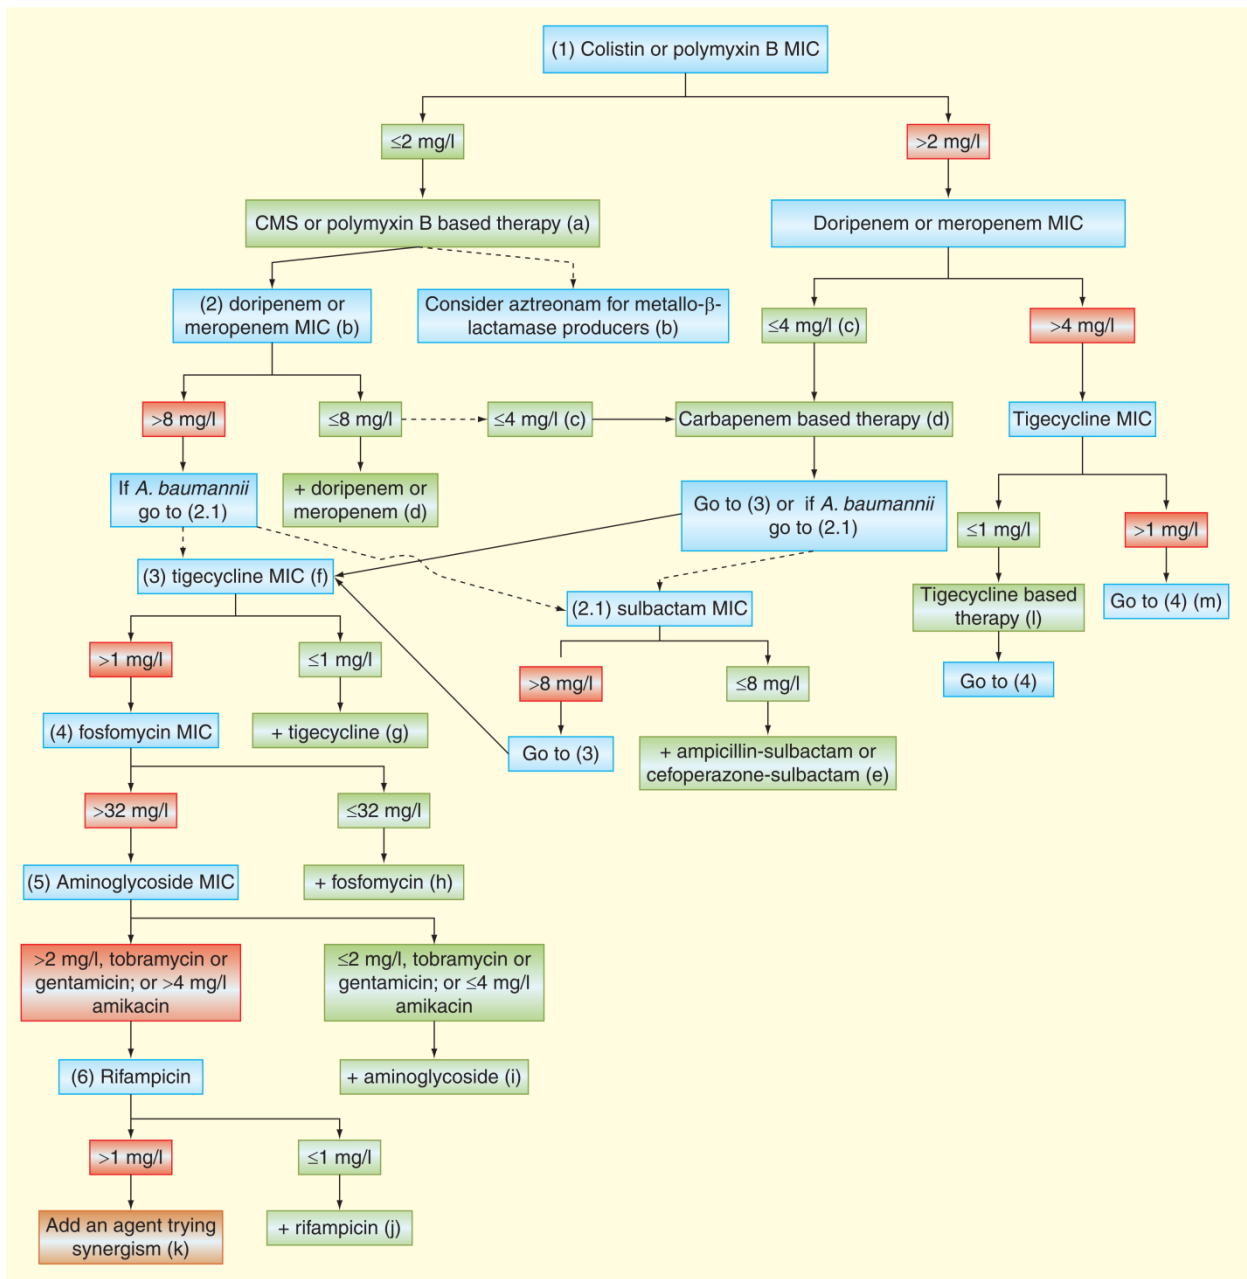 (1) Colistin or polymyxin B MIC
≤2 mg/l
>2 mg/l
CMS or polymyxin B based therapy (a)
Doripenem or meropenem MIC
(2) doripenem or
meropenem MIC (b)
Consider aztreonam for metallo-β-
lactamase producers (b)
≤4 mg/l (c)
>4 mg/l
>8 mg/l
≤8 mg/l
≤4 mg/l (c)
Carbapenem based therapy (d)
Tigecycline MIC
If A. baumannii
go to (2.1)
+ doripenem or
meropenem (d)
Go to (3) or if A. baumannii
go to (2.1)
≤1 mg/l
>1 mg/l
(3) tigecycline MIC (f)
(2.1) sulbactam MIC
Tigecycline based
therapy (l)
Go to (4) (m)
>1 mg/l
≤1 mg/l
>8 mg/l
≤8 mg/l
Go to (4)
(4) fosfomycin MIC
+ tigecycline (g)
Go to (3)
+ ampicillin-sulbactam or
cefoperazone-sulbactam (e)
>32 mg/l
≤32 mg/l
(5) Aminoglycoside MIC
+ fosfomycin (h)
>2 mg/l, tobramycin or
gentamicin; or >4 mg/l
amikacin
≤2 mg/l, tobramycin or
gentamicin; or ≤4 mg/l
amikacin
(6) Rifampicin
+ aminoglycoside (i)
>1 mg/l
≤1 mg/l
Add an agent trying
synergism (k)
+ rifampicin (j)